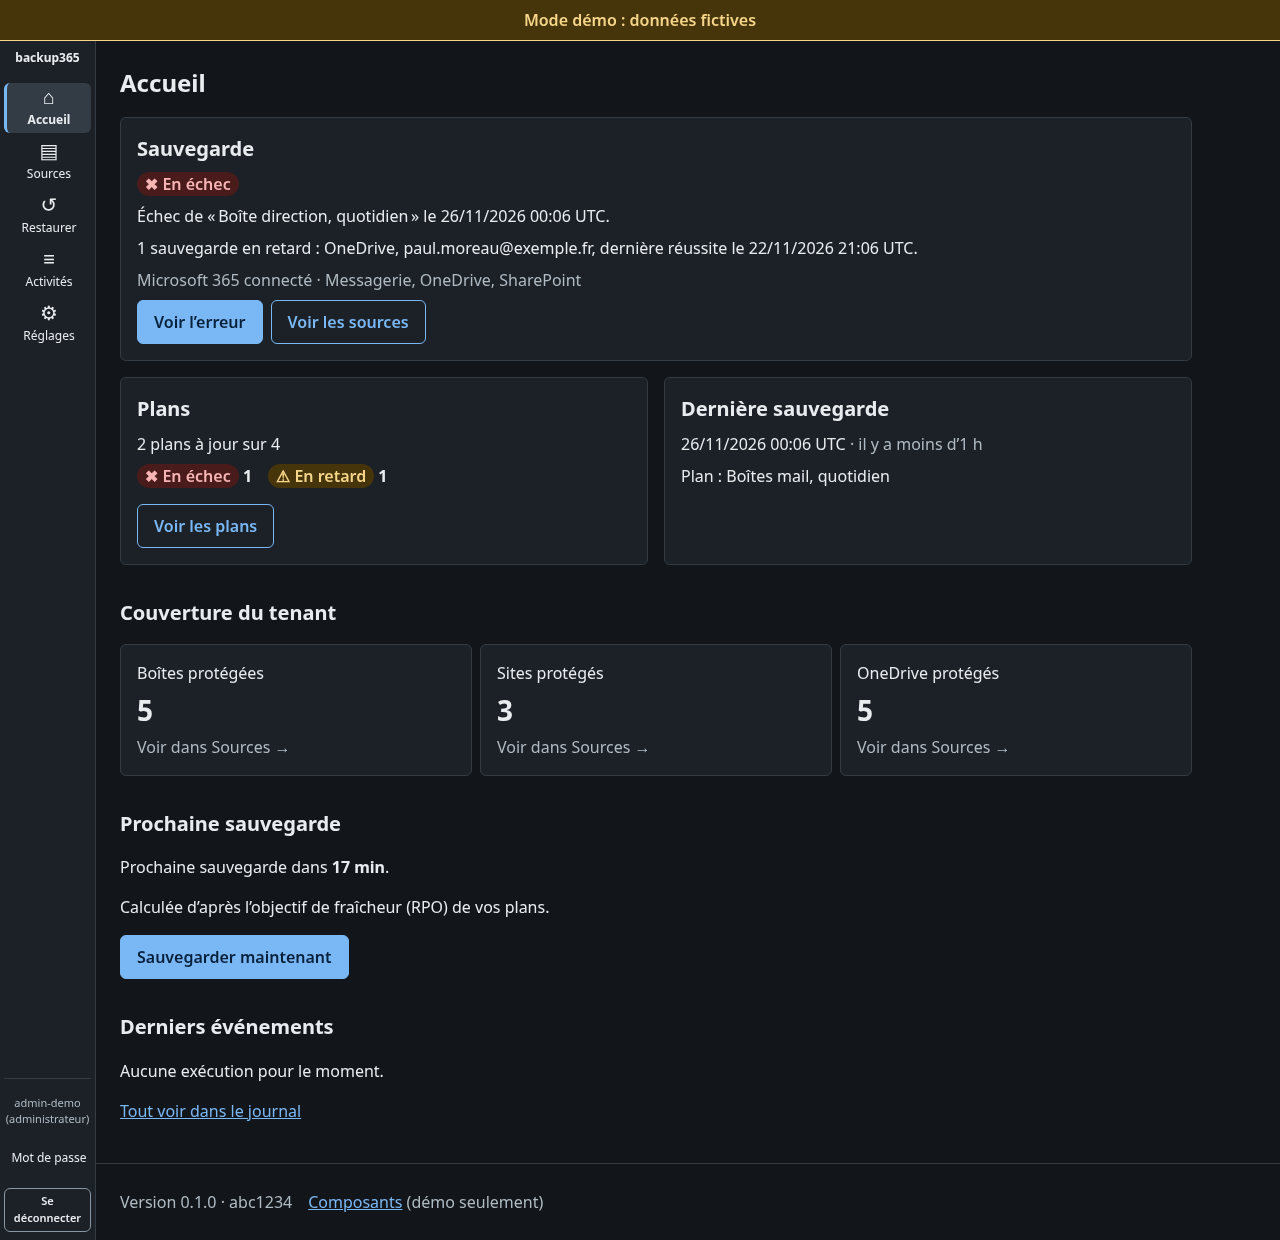 Mode démo : données fictives
backup365
Accueil
Sources
Restaurer
Activités
Réglages
admin-demo
(administrateur)
Mot de passe
Se
déconnecter
Accueil
Sauvegarde
✖ En échec
Échec de « Boîte direction, quotidien » le 26/11/2026 00:06 UTC.
1 sauvegarde en retard : OneDrive, paul.moreau@exemple.fr, dernière réussite le 22/11/2026 21:06 UTC.
Microsoft 365 connecté · Messagerie, OneDrive, SharePoint
Voir l’erreur Voir les sources
Plans
2 plans à jour sur 4
✖ En échec 1 ⚠ En retard 1
Voir les plans
Dernière sauvegarde
26/11/2026 00:06 UTC · il y a moins d’1 h
Plan : Boîtes mail, quotidien
Couverture du tenant
Boîtes protégées
5
Voir dans Sources →
Sites protégés
3
Voir dans Sources →
OneDrive protégés
5
Voir dans Sources →
Prochaine sauvegarde
Prochaine sauvegarde dans 17 min.
Calculée d’après l’objectif de fraîcheur (RPO) de vos plans.
Sauvegarder maintenant
Derniers événements
Aucune exécution pour le moment.
Tout voir dans le journal
Version 0.1.0 · abc1234 Composants (démo seulement)